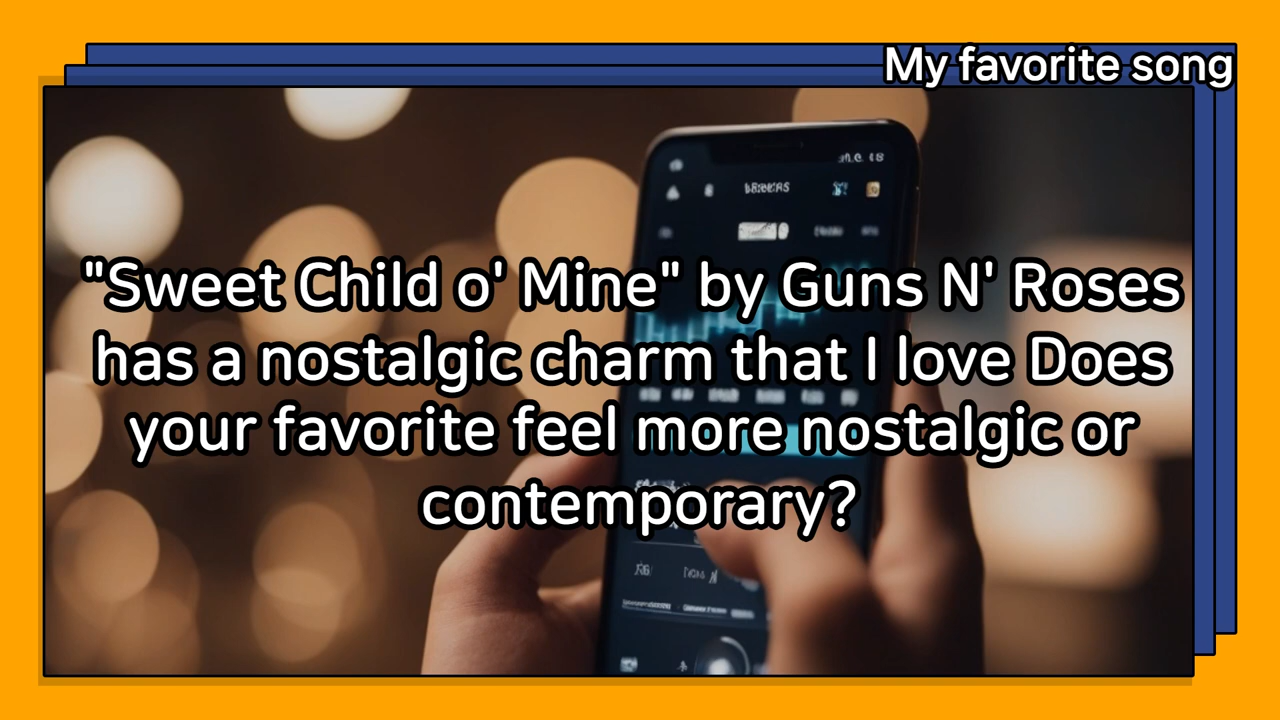 My favorite song
"Sweet Child o' Mine" by Guns N' Roses
has a nostalgic charm that I love Does
your favorite feel more nostalgic or
contemporary?